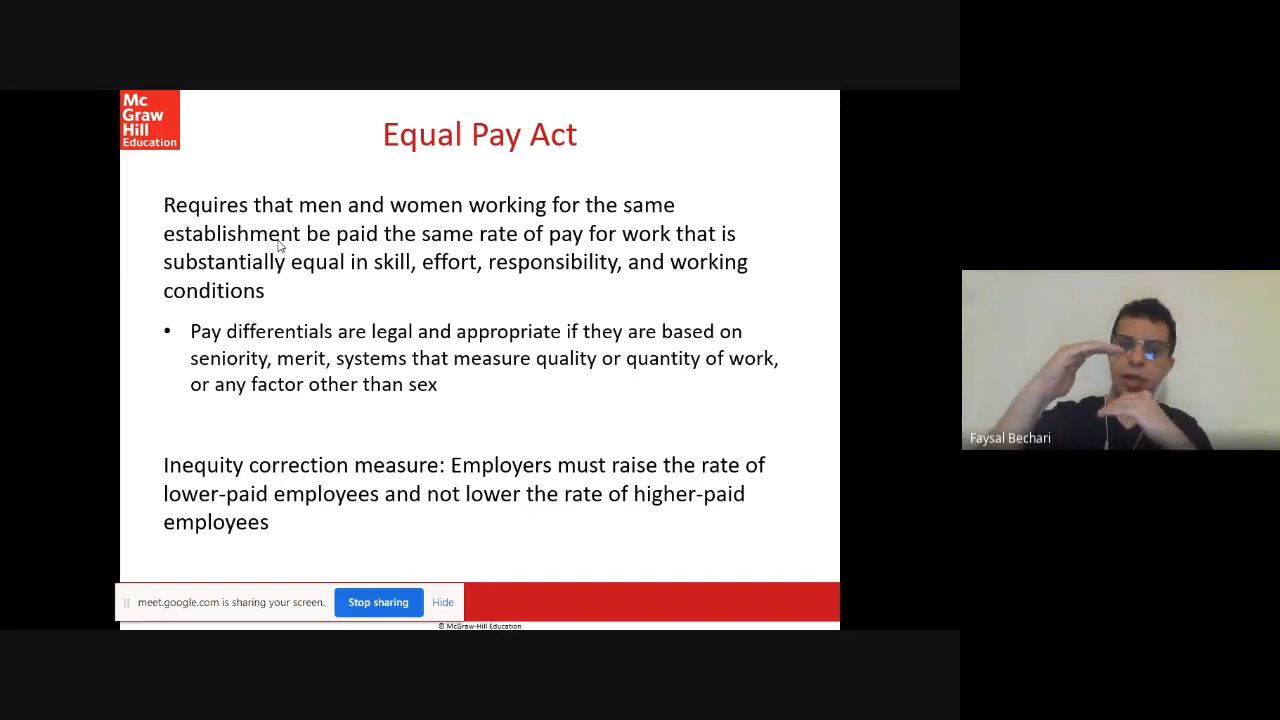 Mc
Graw
Hill
Education
Equal Pay Act
Requires that men and women working for the same
establishment be paid the same rate of pay for work that is
substantially equal in skill, effort, responsibility, and working
conditions
• Pay differentials are legal and appropriate if they are based on
seniority, merit, systems that measure quality or quantity of work,
or any factor other than sex
Inequity correction measure: Employers must raise the rate of
lower-paid employees and not lower the rate of higher-paid
employees
meet.google.com is sharing your screen. Stop sharing Hide
© McGraw-Hill Education
Faysal Bechari